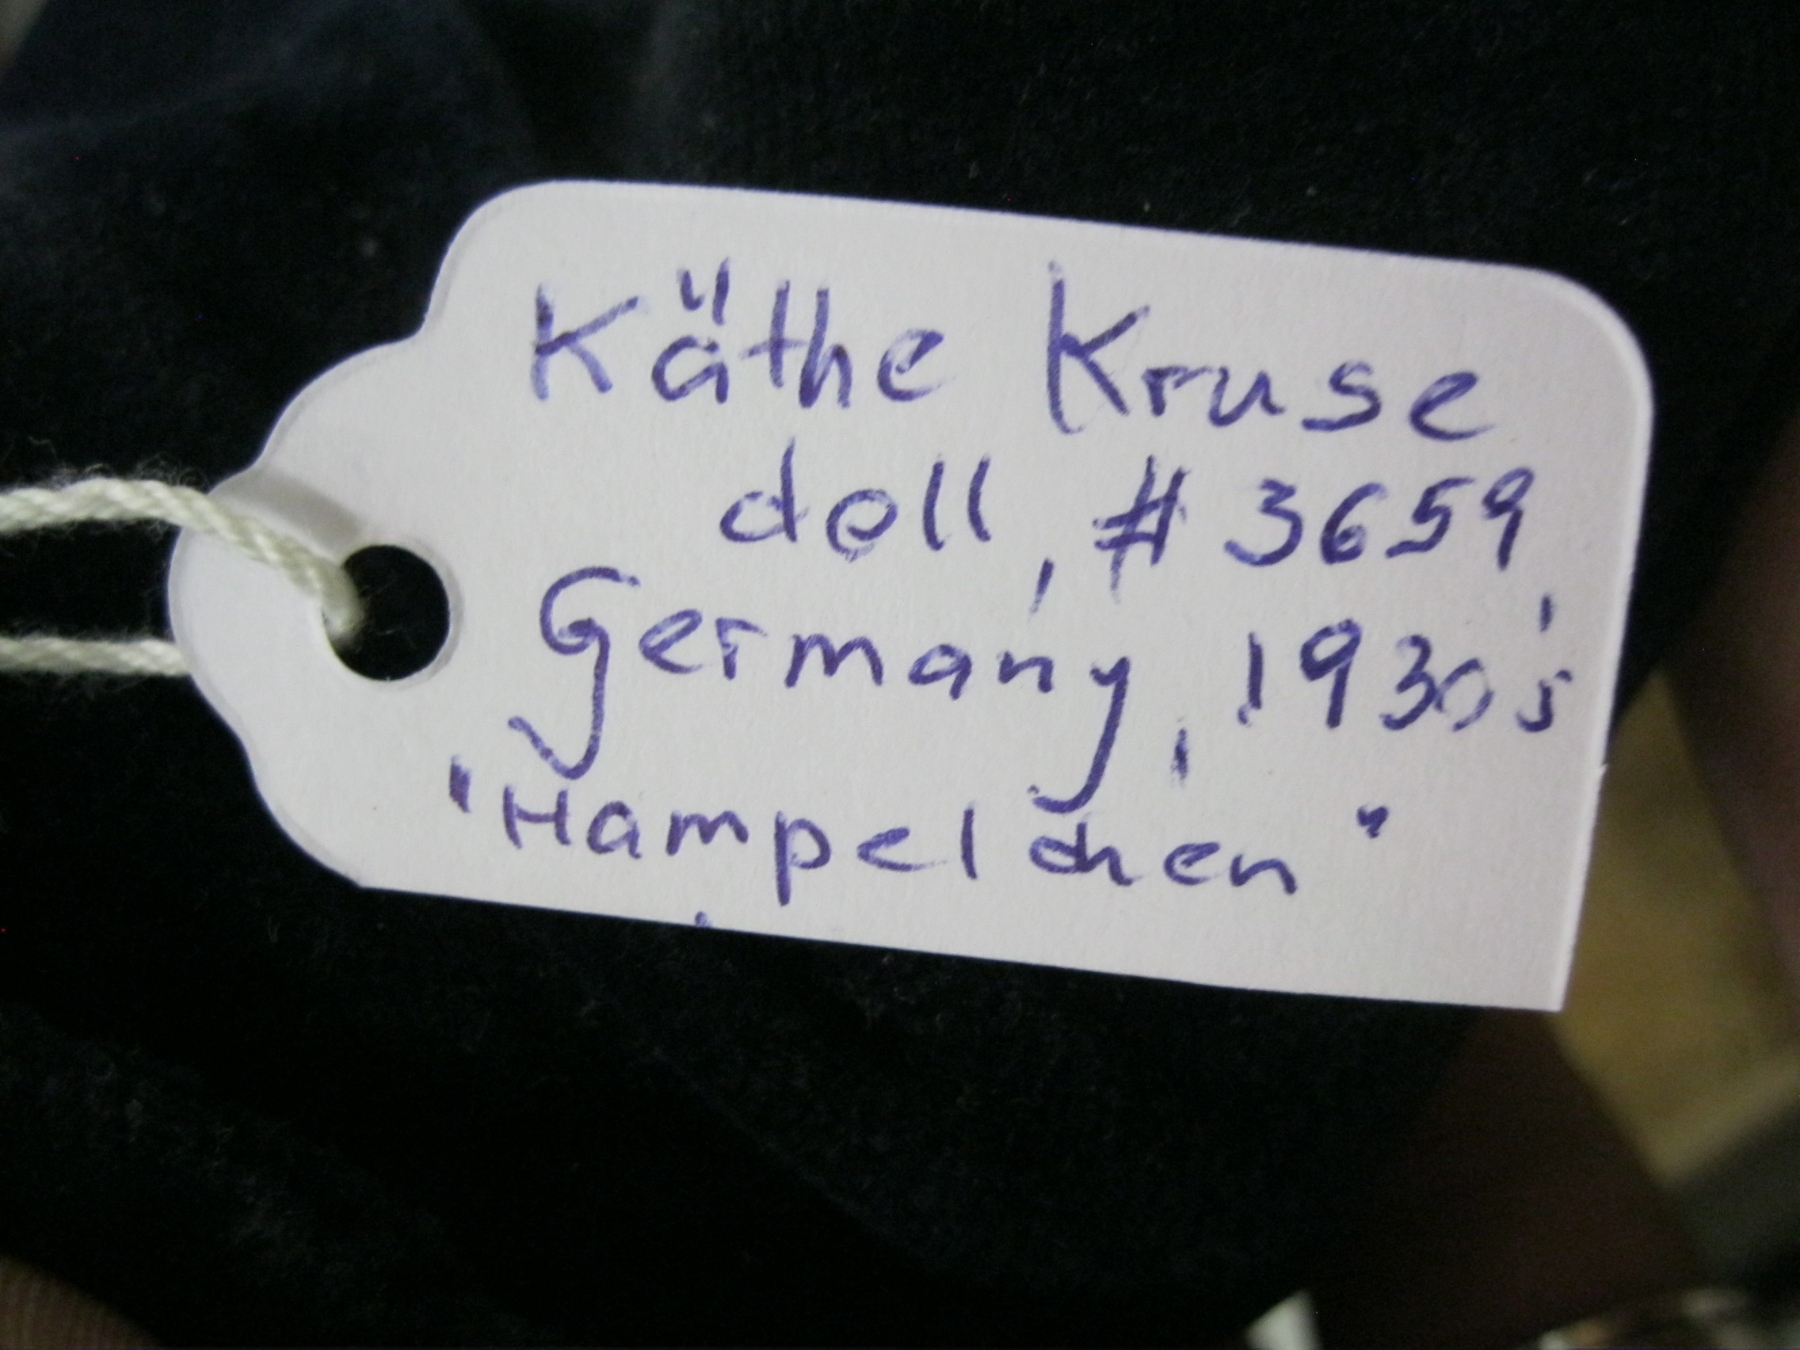 Käthe Kruse
doll, # 3659,
Germany, 1930's
"Hampelchen"